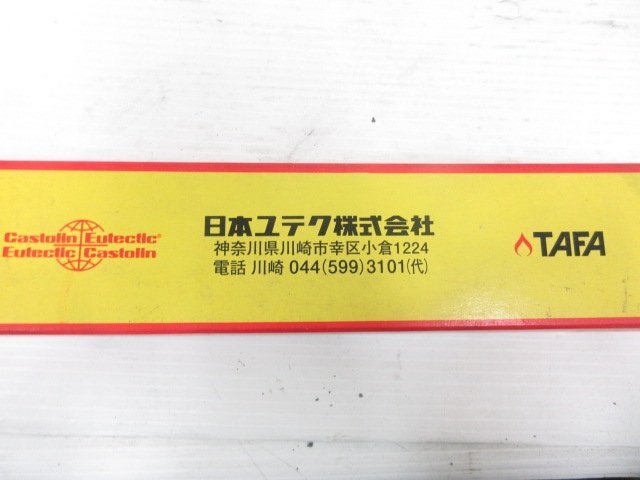 Castolin Eutectic®
Eutectic Castolin
日本ユテク株式会社
神奈川県川崎市幸区小倉1224
電話 川崎 044(599)3101(代)
TAFA